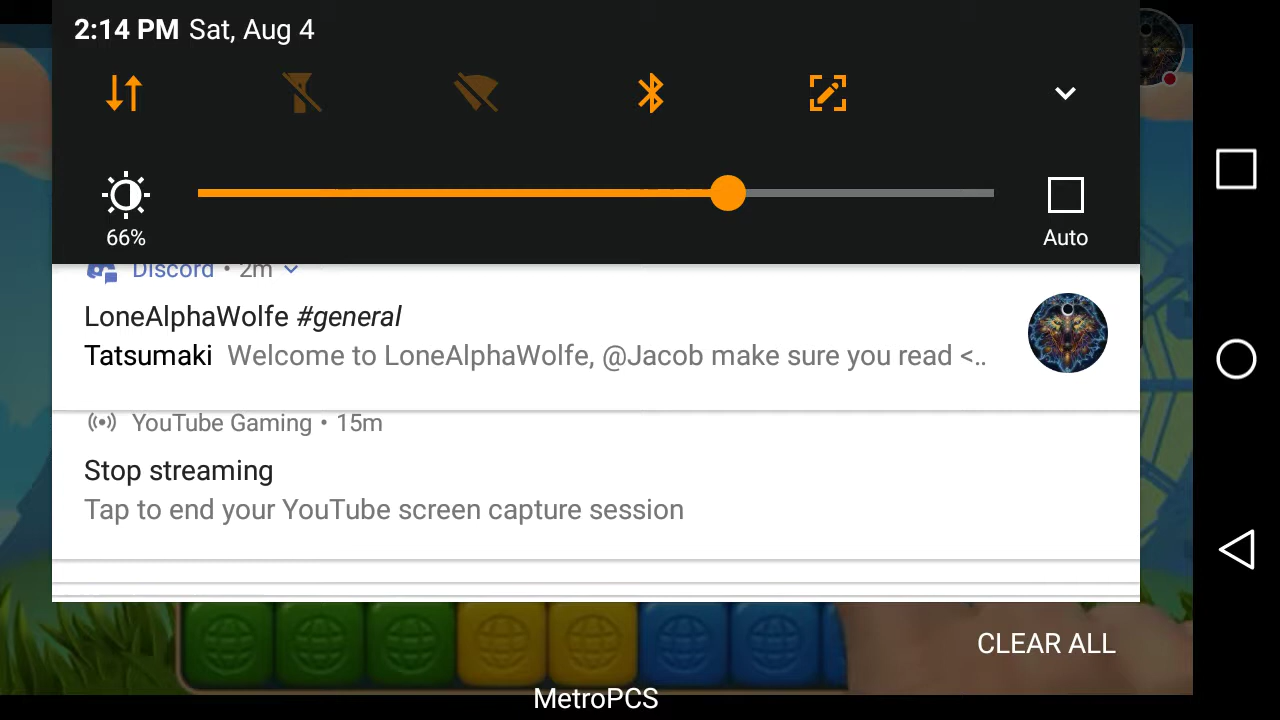 2:14 PM Sat, Aug 4
66%
Auto
Discord • 2m
LoneAlphaWolfe #general
Tatsumaki Welcome to LoneAlphaWolfe, @Jacob make sure you read <..
YouTube Gaming • 15m
Stop streaming
Tap to end your YouTube screen capture session
CLEAR ALL
MetroPCS